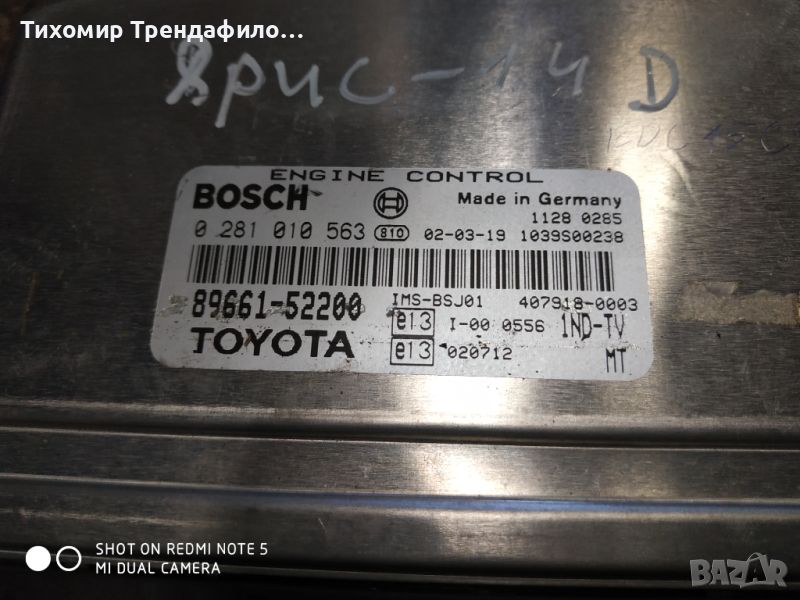 Тихомир Трендафило...
Ярис-14 D
ENGINE CONTROL
BOSCH Made in Germany
1128 0285
0 281 010 563 810 02-03-19 1039S00238
89661-52200 IMS-BSJ01 407918-0003
e13 I-00 0556 1ND-TV
TOYOTA e13 020712 MT
SHOT ON REDMI NOTE 5
MI DUAL CAMERA
BAZAR